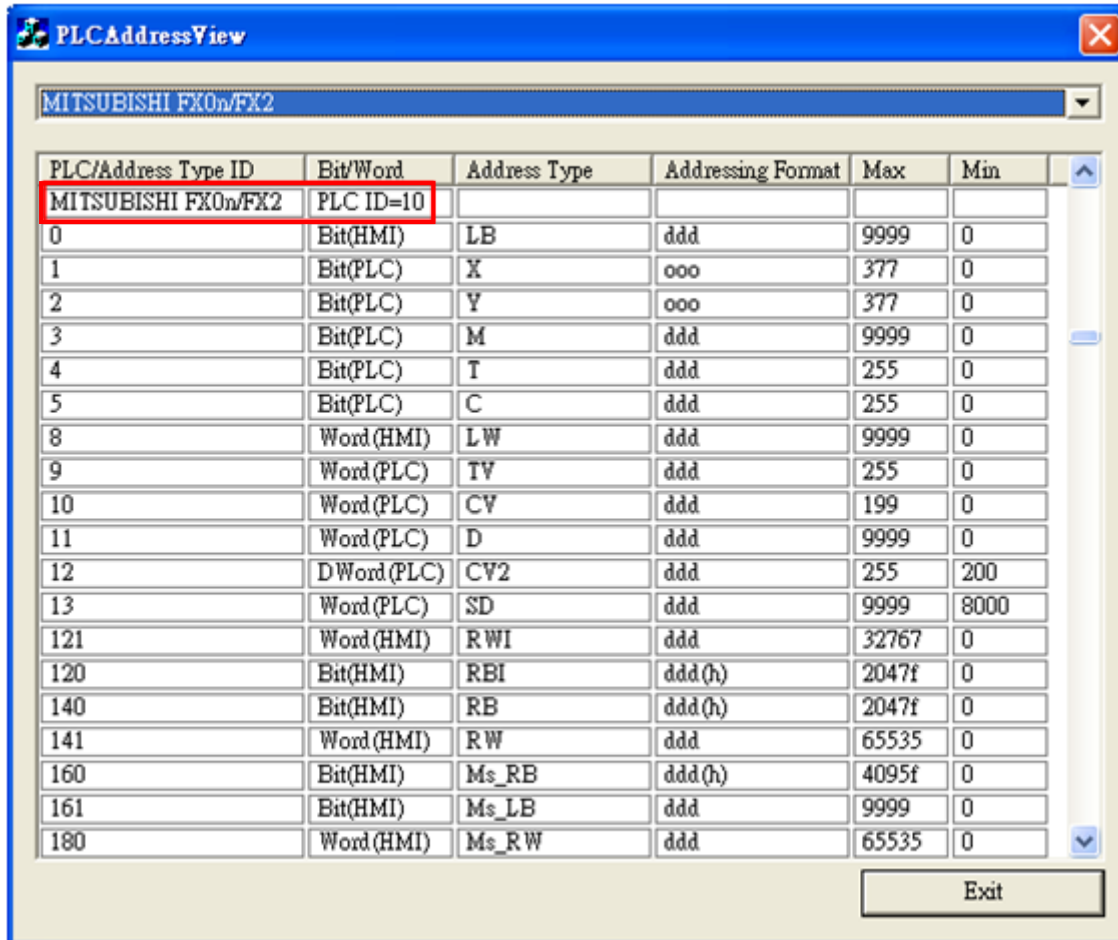 PLCAddressView
MITSUBISHI FX0n/FX2
PLC/Address Type ID Bit/Word Address Type Addressing Format Max Min
MITSUBISHI FX0n/FX2 PLC ID=10
0 Bit(HMI) LB ddd 9999 0
1 Bit(PLC) X ooo 377 0
2 Bit(PLC) Y ooo 377 0
3 Bit(PLC) M ddd 9999 0
4 Bit(PLC) T ddd 255 0
5 Bit(PLC) C ddd 255 0
8 Word(HMI) LW ddd 9999 0
9 Word(PLC) TV ddd 255 0
10 Word(PLC) CV ddd 199 0
11 Word(PLC) D ddd 9999 0
12 DWord(PLC) CV2 ddd 255 200
13 Word(PLC) SD ddd 9999 8000
121 Word(HMI) RWI ddd 32767 0
120 Bit(HMI) RBI ddd(h) 2047f 0
140 Bit(HMI) RB ddd(h) 2047f 0
141 Word(HMI) RW ddd 65535 0
160 Bit(HMI) Ms_RB ddd(h) 4095f 0
161 Bit(HMI) Ms_LB ddd 9999 0
180 Word(HMI) Ms_RW ddd 65535 0
Exit